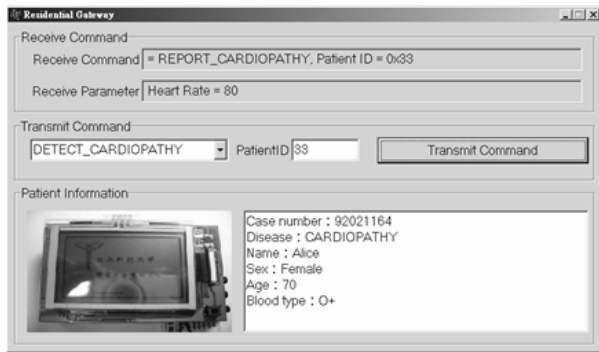 Residential Gateway
Receive Command
Receive Command = REPORT_CARDIOPATHY, Patient ID = 0x33
Receive Parameter Heart Rate = 80
Transmit Command
DETECT_CARDIOPATHY PatientID 33 Transmit Command
Patient Information
Case number : 92021164
Disease : CARDIOPATHY
Name : Alice
Sex : Female
Age : 70
Blood type : O+